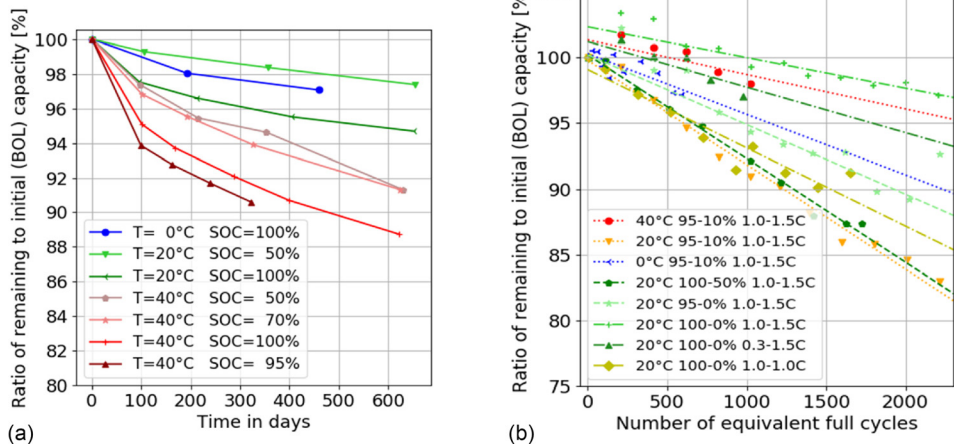 (a)
Ratio of remaining to initial (BOL) capacity [%]
100
98
96
94
92
90
88
86
84
82
80
T= 0°C SOC=100%
T=20°C SOC= 50%
T=20°C SOC=100%
T=40°C SOC= 50%
T=40°C SOC= 70%
T=40°C SOC=100%
T=40°C SOC= 95%
0 100 200 300 400 500 600
Time in days
(b)
Ratio of remaining to initial (BOL) capacity [%]
100
95
90
85
80
75
40°C 95-10% 1.0-1.5C
20°C 95-10% 1.0-1.5C
0°C 95-10% 1.0-1.5C
20°C 100-50% 1.0-1.5C
20°C 95-0% 1.0-1.5C
20°C 100-0% 1.0-1.5C
20°C 100-0% 0.3-1.5C
20°C 100-0% 1.0-1.0C
0 500 1000 1500 2000
Number of equivalent full cycles